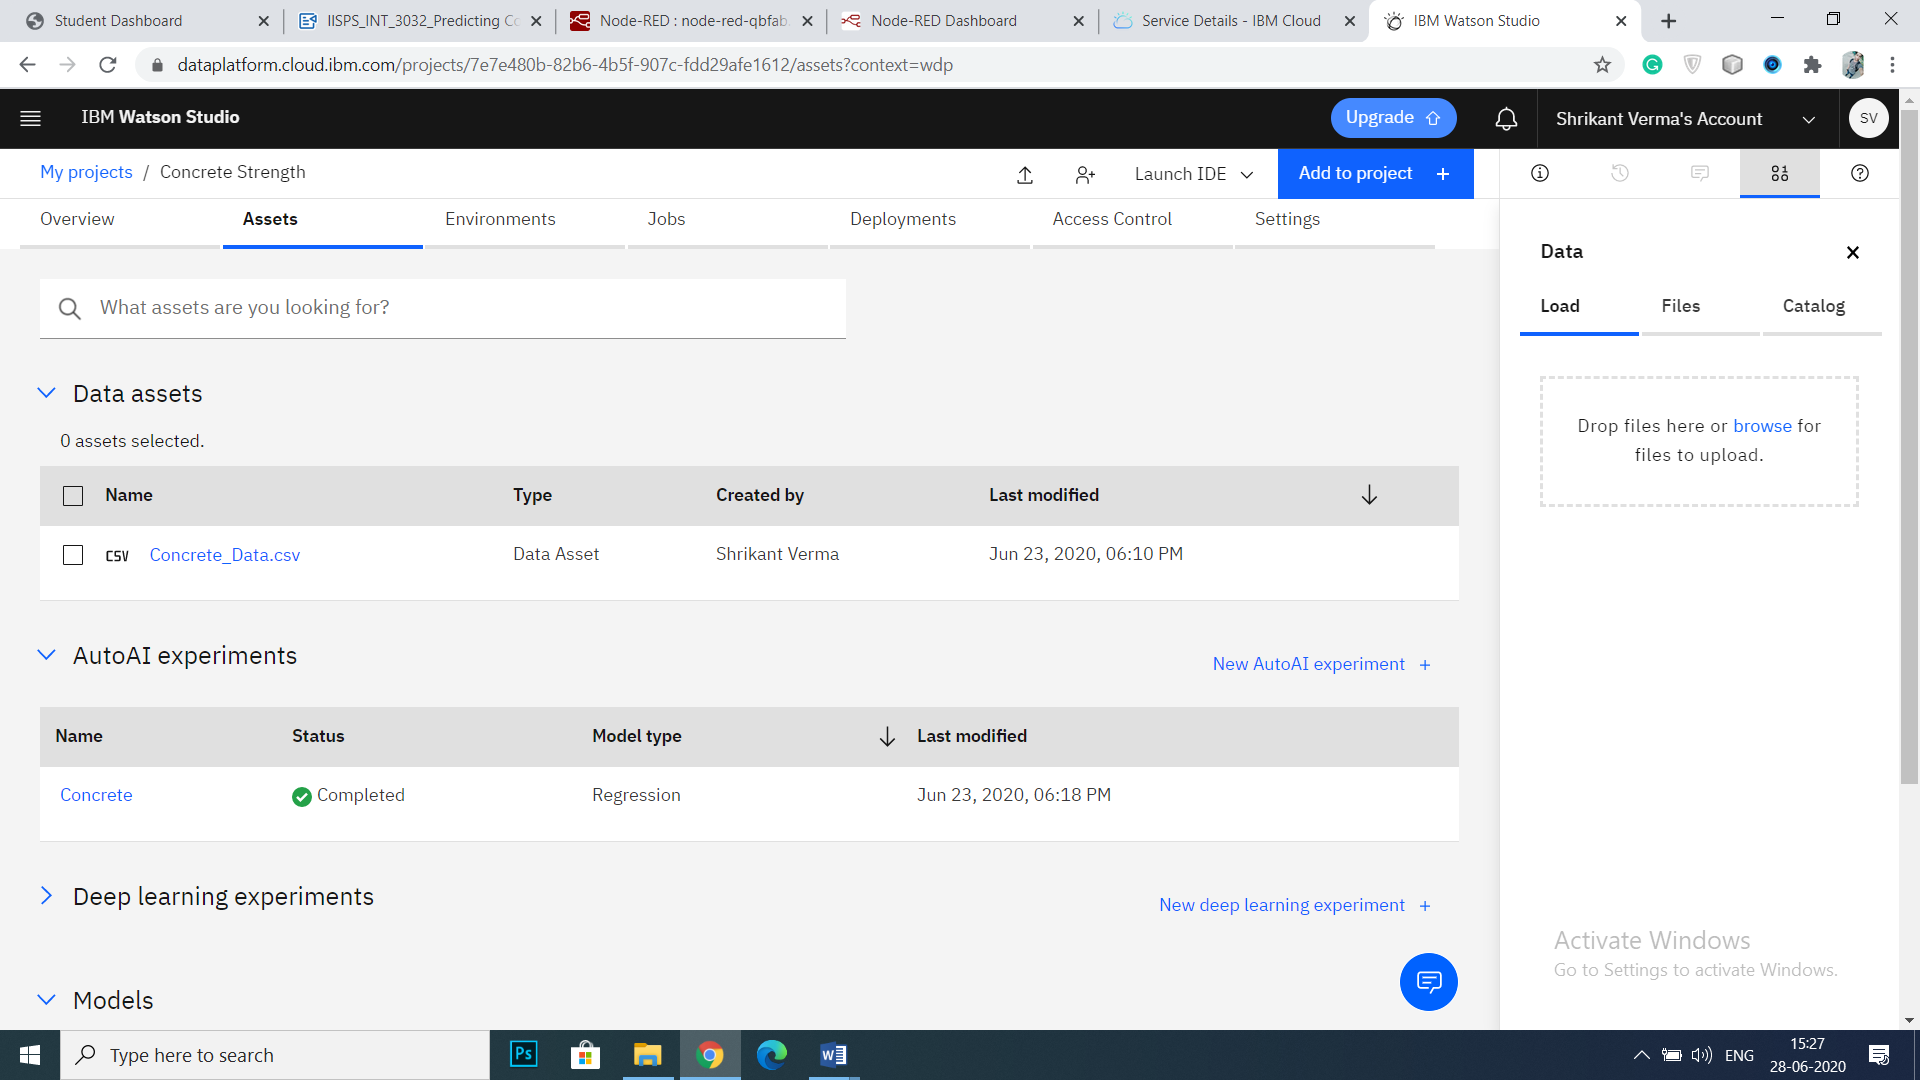 Student Dashboard
IISPS_INT_3032_Predicting Co
Node-RED : node-red-qbfab
Node-RED Dashboard
Service Details - IBM Cloud
IBM Watson Studio
dataplatform.cloud.ibm.com/projects/7e7e480b-82b6-4b5f-907c-fdd29afe1612/assets?context=wdp
IBM Watson Studio
Upgrade
Shrikant Verma's Account
SV
My projects / Concrete Strength
Launch IDE
Add to project +
Overview
Assets
Environments
Jobs
Deployments
Access Control
Settings
Data
Load
Files
Catalog
Drop files here or browse for
files to upload.
What assets are you looking for?
Data assets
0 assets selected.
Name Type Created by Last modified
CSV Concrete_Data.csv Data Asset Shrikant Verma Jun 23, 2020, 06:10 PM
AutoAI experiments
New AutoAI experiment +
Name Status Model type Last modified
Concrete Completed Regression Jun 23, 2020, 06:18 PM
Deep learning experiments
New deep learning experiment +
Models
Activate Windows
Go to Settings to activate Windows.
Type here to search
Ps
ENG
15:27
28-06-2020